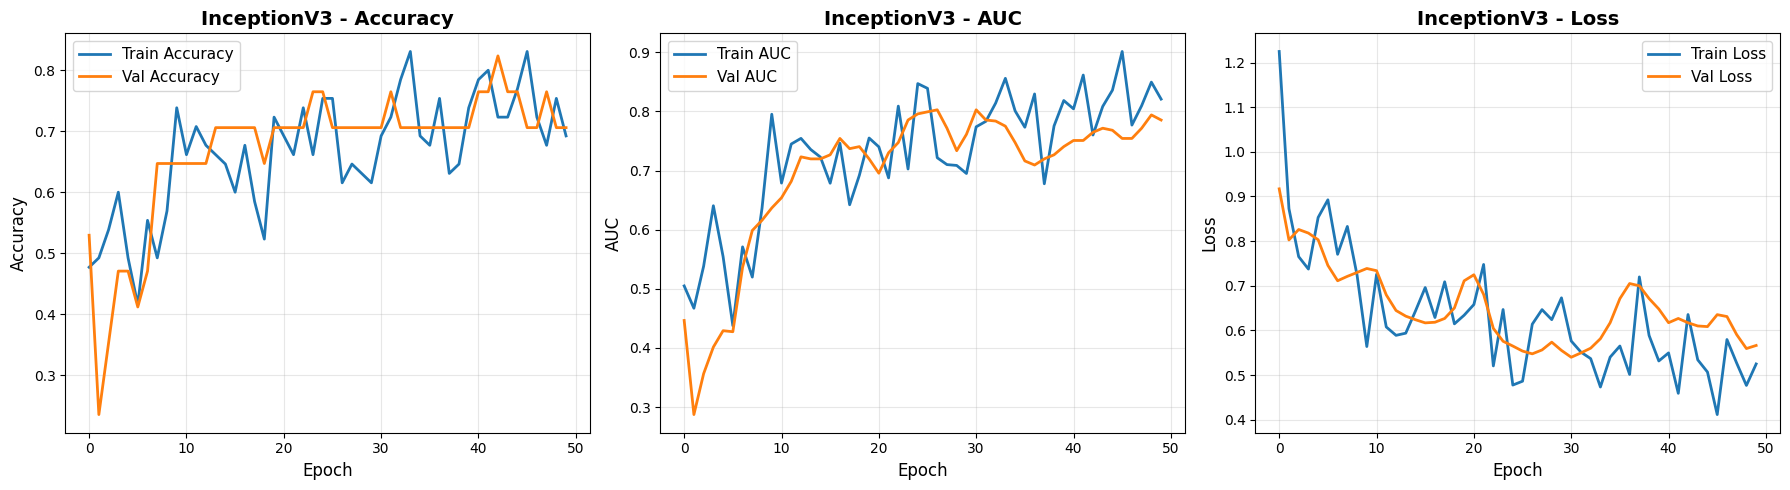 InceptionV3 - Accuracy
Train Accuracy
Val Accuracy
0.8
0.7
0.6
0.5
0.4
0.3
Accuracy
0 10 20 30 40 50
Epoch
InceptionV3 - AUC
Train AUC
Val AUC
0.9
0.8
0.7
0.6
0.5
0.4
0.3
AUC
0 10 20 30 40 50
Epoch
InceptionV3 - Loss
Train Loss
Val Loss
1.2
1.1
1.0
0.9
0.8
0.7
0.6
0.5
0.4
Loss
0 10 20 30 40 50
Epoch